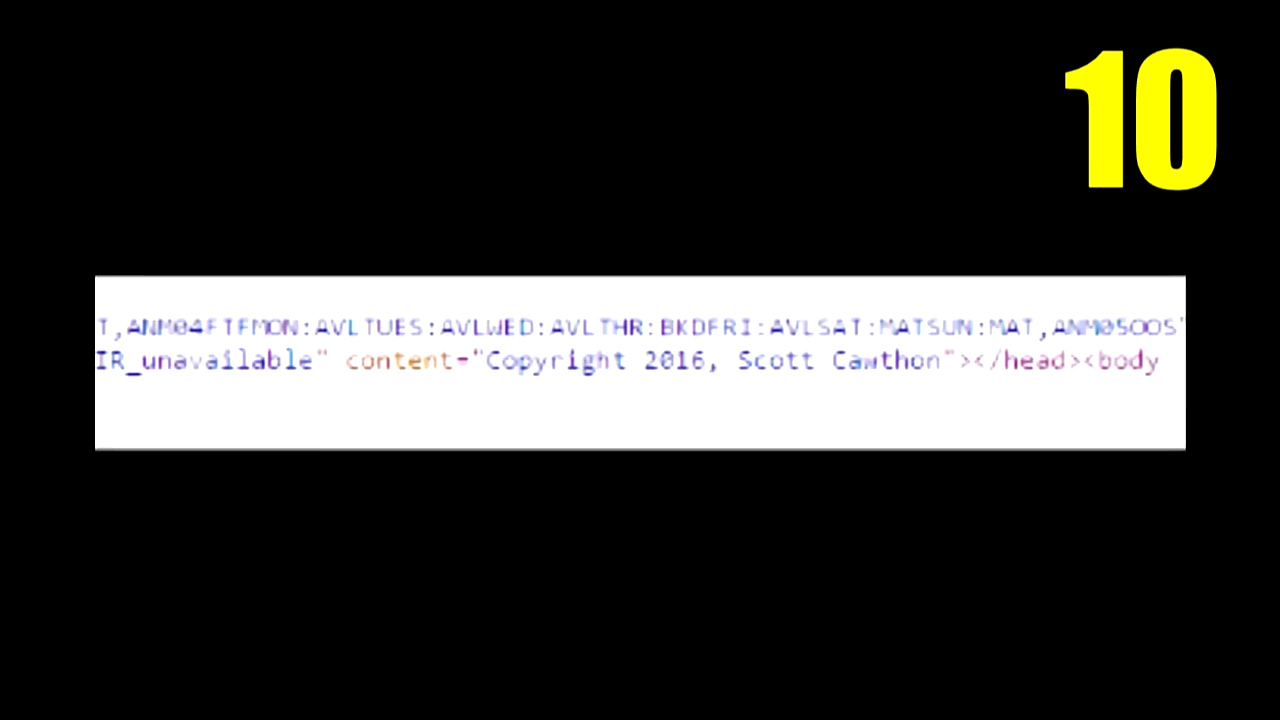 10
T,ANM04FTFMON:AVLTUES:AVLWED:AVLTHR:BKDFRI:AVLSAT:MATSUN:MAT,ANM05OOS"
IR_unavailable" content="Copyright 2016, Scott Cawthon"></head><body